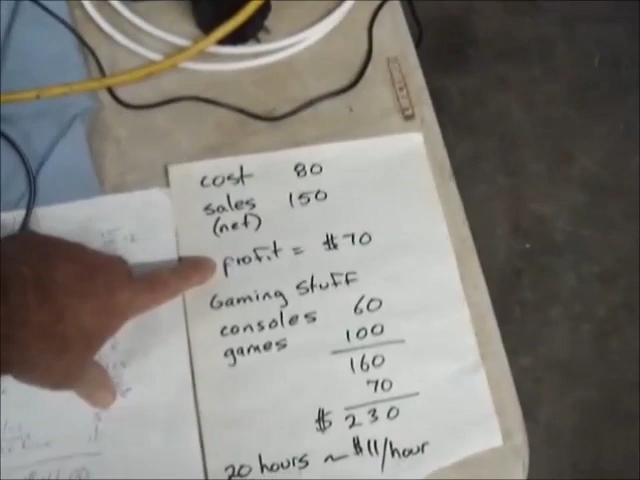 cost 80
sales 150
(net)
profit = $70
Gaming Stuff
consoles 60
games 100
160
70
$ 230
20 hours ~ $11/hour